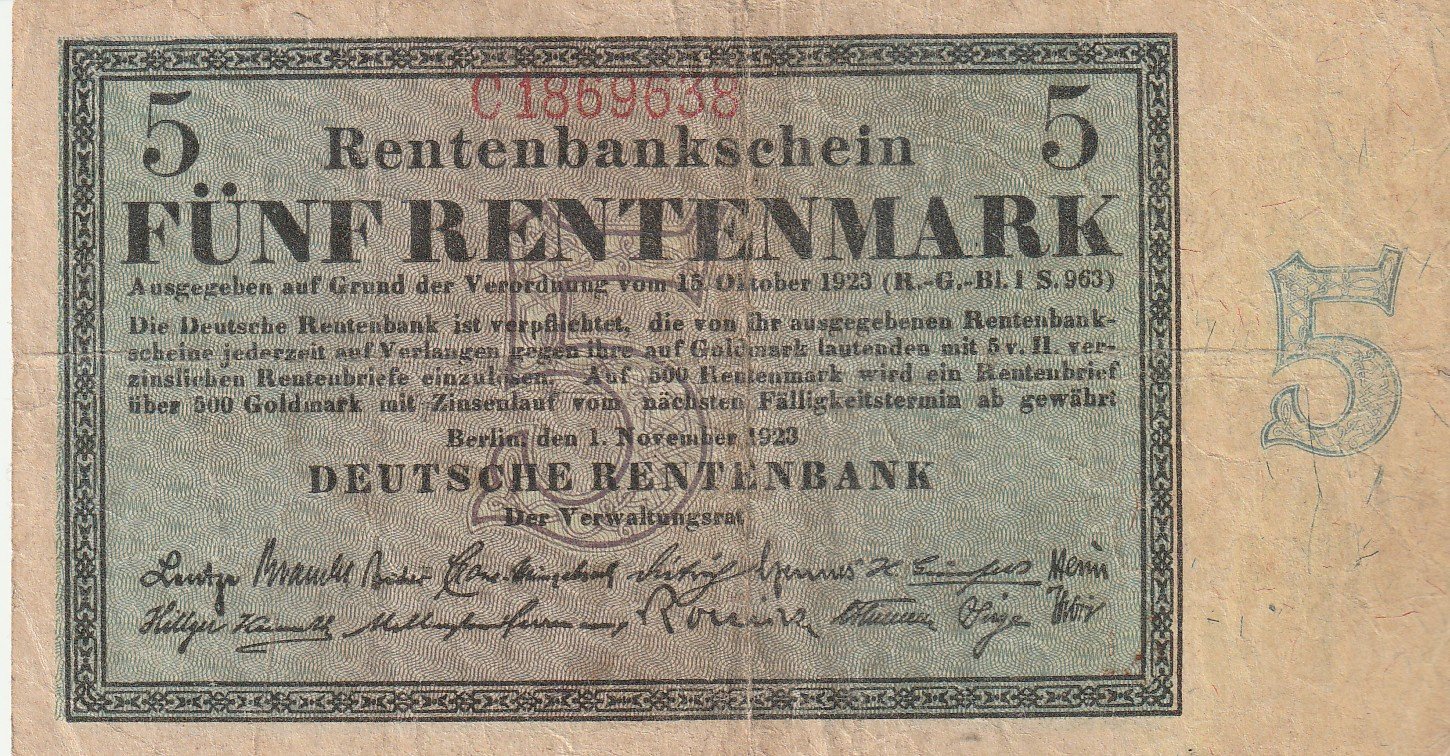 C1869638
5 Rentenbankschein 5
FÜNF RENTENMARK
Ausgegeben auf Grund der Verordnung vom 15. Oktober 1923 (R.-G.-Bl. I S. 963)
Die Deutsche Rentenbank ist verpflichtet, die von ihr ausgegebenen Rentenbank-
scheine jederzeit auf Verlangen gegen ihre auf Goldmark lautenden mit 5 v. H. ver-
zinslichen Rentenbriefe einzulösen. Auf 500 Rentenmark wird ein Rentenbrief
über 500 Goldmark mit Zinsenlauf vom nächsten Fälligkeitstermin ab gewährt
Berlin, den 1. November 1923
DEUTSCHE RENTENBANK
Der Verwaltungsrat
Lentze
Hillger
5
5